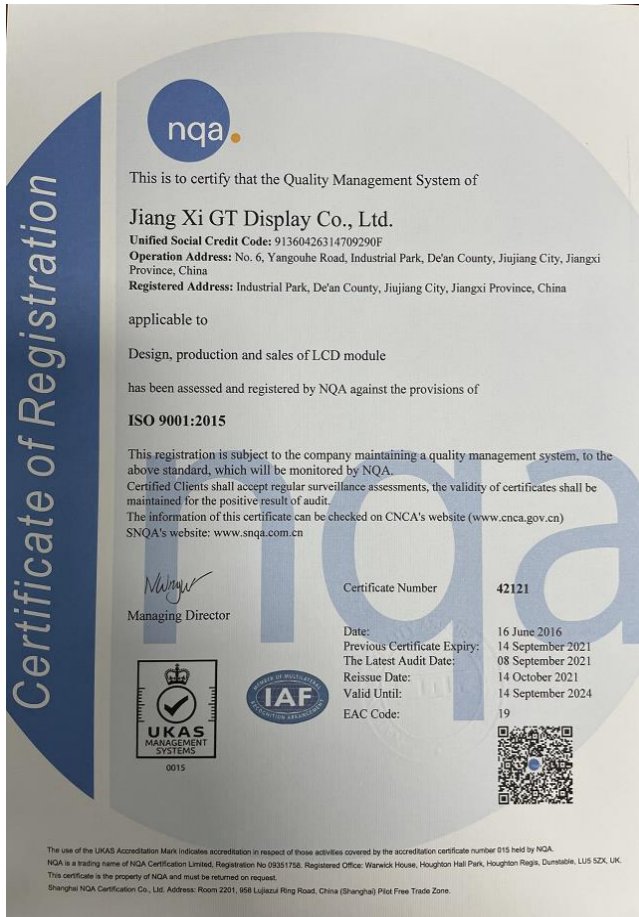 Certificate of Registration
nqa.
This is to certify that the Quality Management System of
Jiang Xi GT Display Co., Ltd.
Unified Social Credit Code: 91360426314709290F
Operation Address: No. 6, Yangouhe Road, Industrial Park, De'an County, Jiujiang City, Jiangxi
Province, China
Registered Address: Industrial Park, De'an County, Jiujiang City, Jiangxi Province, China
applicable to
Design, production and sales of LCD module
has been assessed and registered by NQA against the provisions of
ISO 9001:2015
This registration is subject to the company maintaining a quality management system, to the
above standard, which will be monitored by NQA.
Certified Clients shall accept regular surveillance assessments, the validity of certificates shall be
maintained for the positive result of audit.
The information of this certificate can be checked on CNCA's website (www.cnca.gov.cn)
SNQA's website: www.snqa.com.cn
nqa
Managing Director
Certificate Number 42121
Date: 16 June 2016
Previous Certificate Expiry: 14 September 2021
The Latest Audit Date: 08 September 2021
Reissue Date: 14 October 2021
Valid Until: 14 September 2024
EAC Code: 19
UKAS
MANAGEMENT
SYSTEMS
0015
MEMBER OF MULTILATERAL
IAF
RECOGNITION ARRANGEMENT
The use of the UKAS Accreditation Mark indicates accreditation in respect of those activities covered by the accreditation certificate number 015 held by NQA.
NQA is a trading name of NQA Certification Limited, Registration No 09351758. Registered Office: Warwick House, Houghton Hall Park, Houghton Regis, Dunstable, LU5 5ZX, UK.
This certificate is the property of NQA and must be returned on request.
Shanghai NQA Certification Co., Ltd. Address: Room 2201, 958 Lujiazui Ring Road, China (Shanghai) Pilot Free Trade Zone.